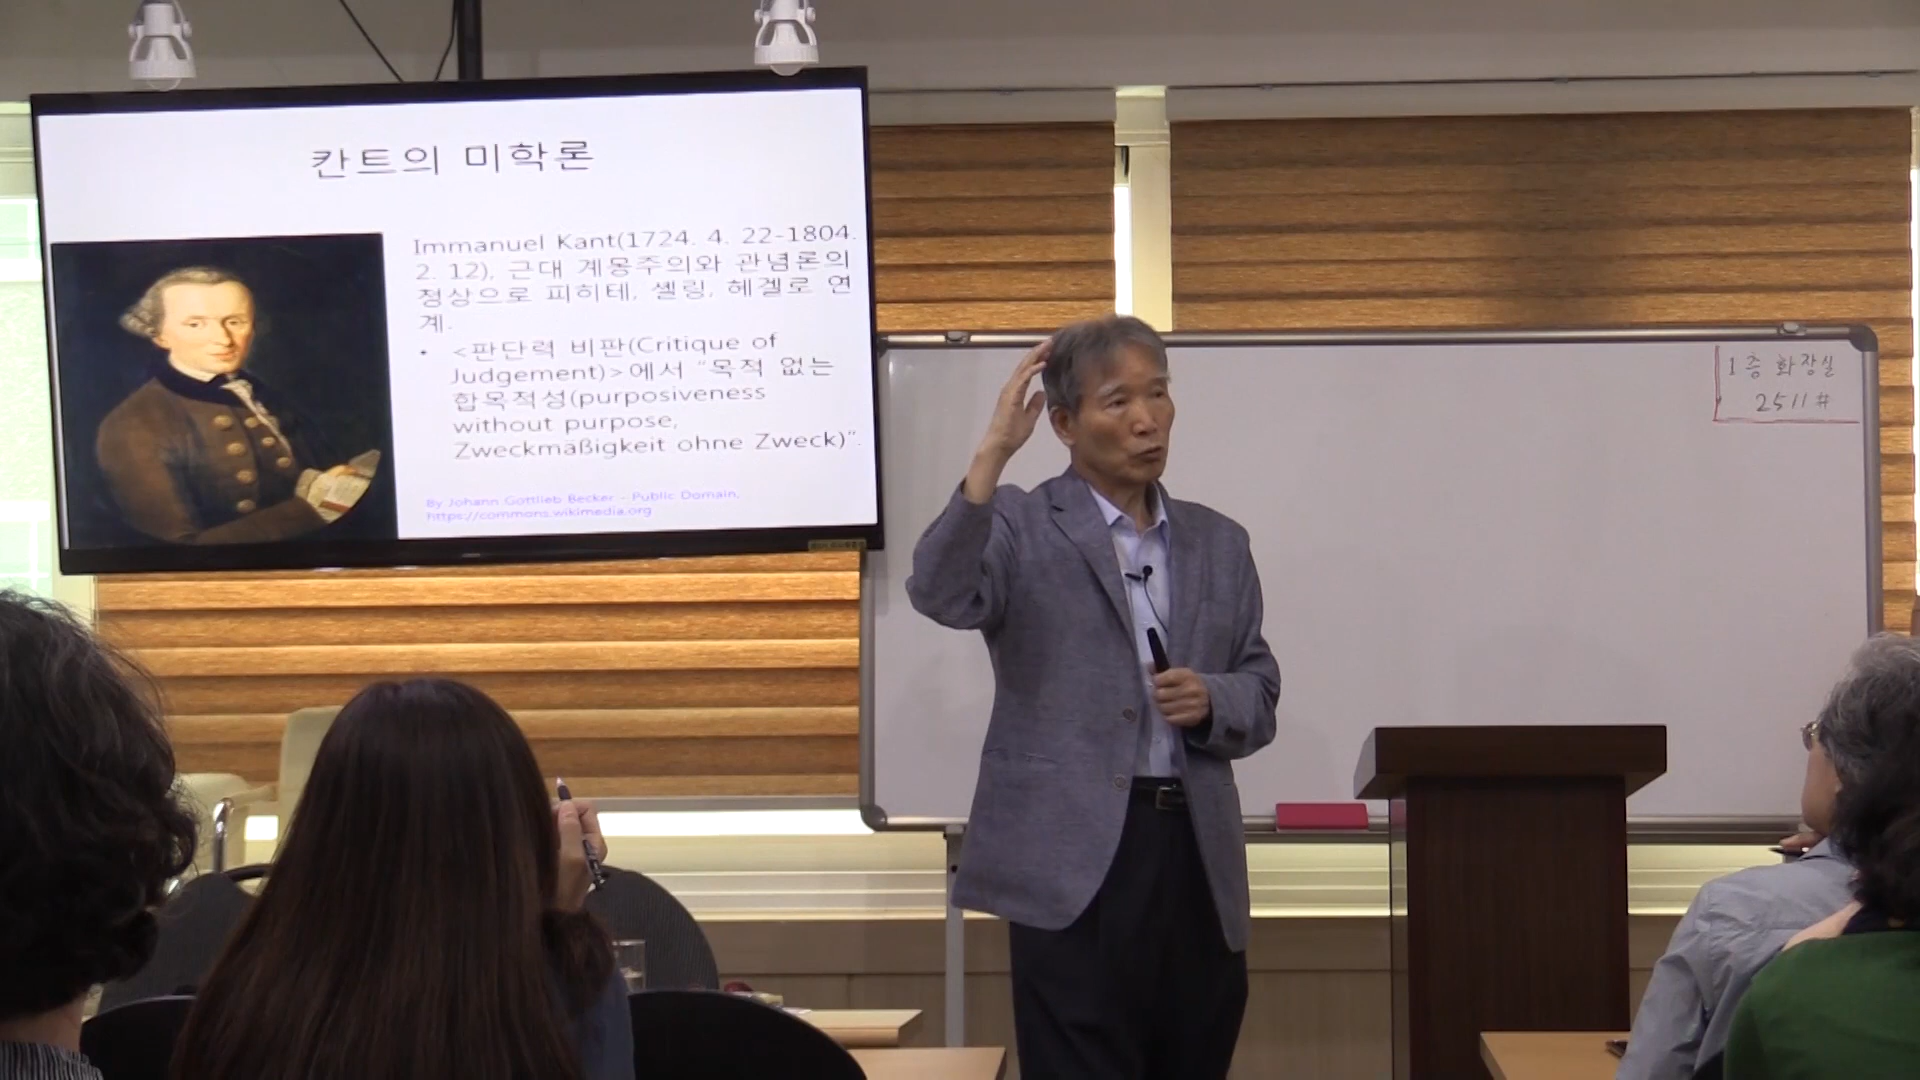 칸트의 미학론
Immanuel Kant(1724. 4. 22-1804.
2. 12), 근대 계몽주의와 관념론의
정상으로 피히테, 셸링, 헤겔로 연
계.
• <판단력 비판(Critique of
Judgement)>에서 "목적 없는
합목적성(purposiveness
without purpose,
Zweckmäßigkeit ohne Zweck)".
By Johann Gottlieb Becker - Public Domain,
https://commons.wikimedia.org
1층 화장실
2511#